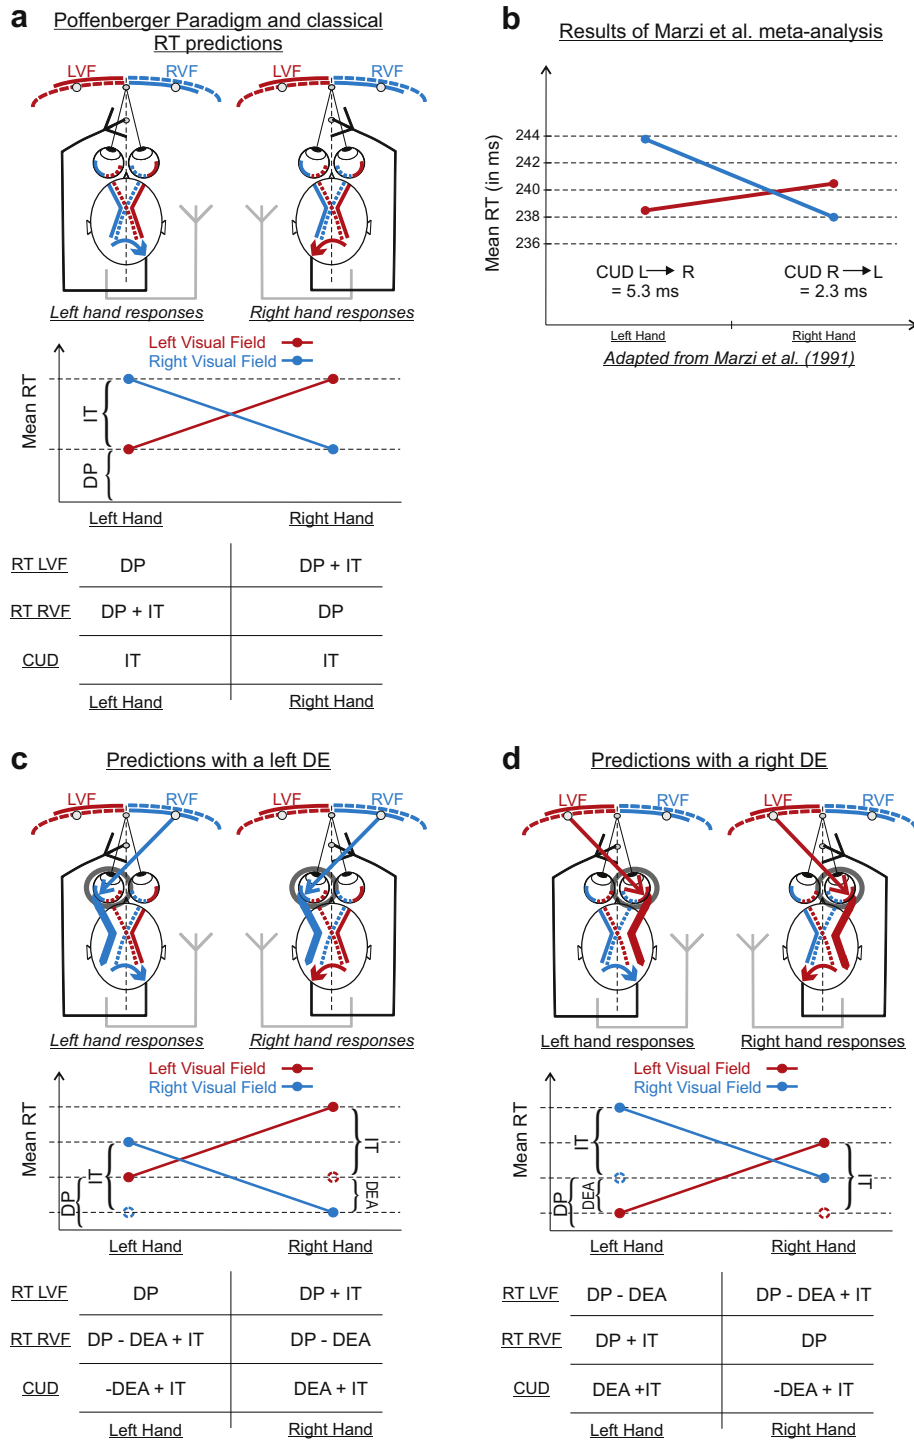 a
Poffenberger Paradigm and classical
RT predictions
LVF RVF LVF RVF
Left hand responses Right hand responses
Left Visual Field
Right Visual Field
Mean RT
IT
DP
Left Hand Right Hand
RT LVF DP DP + IT
RT RVF DP + IT DP
CUD IT IT
Left Hand Right Hand
b
Results of Marzi et al. meta-analysis
Mean RT (in ms)
244
242
240
238
236
CUD L → R CUD R → L
= 5.3 ms = 2.3 ms
Left Hand Right Hand
Adapted from Marzi et al. (1991)
c
Predictions with a left DE
LVF RVF LVF RVF
Left hand responses Right hand responses
Left Visual Field
Right Visual Field
Mean RT
IT
IT
DP
DEA
Left Hand Right Hand
RT LVF DP DP + IT
RT RVF DP - DEA + IT DP - DEA
CUD -DEA + IT DEA + IT
Left Hand Right Hand
d
Predictions with a right DE
LVF RVF LVF RVF
Left hand responses Right hand responses
Left Visual Field
Right Visual Field
Mean RT
IT
DP
DEA
IT
Left Hand Right Hand
RT LVF DP - DEA DP - DEA + IT
RT RVF DP + IT DP
CUD DEA +IT -DEA + IT
Left Hand Right Hand